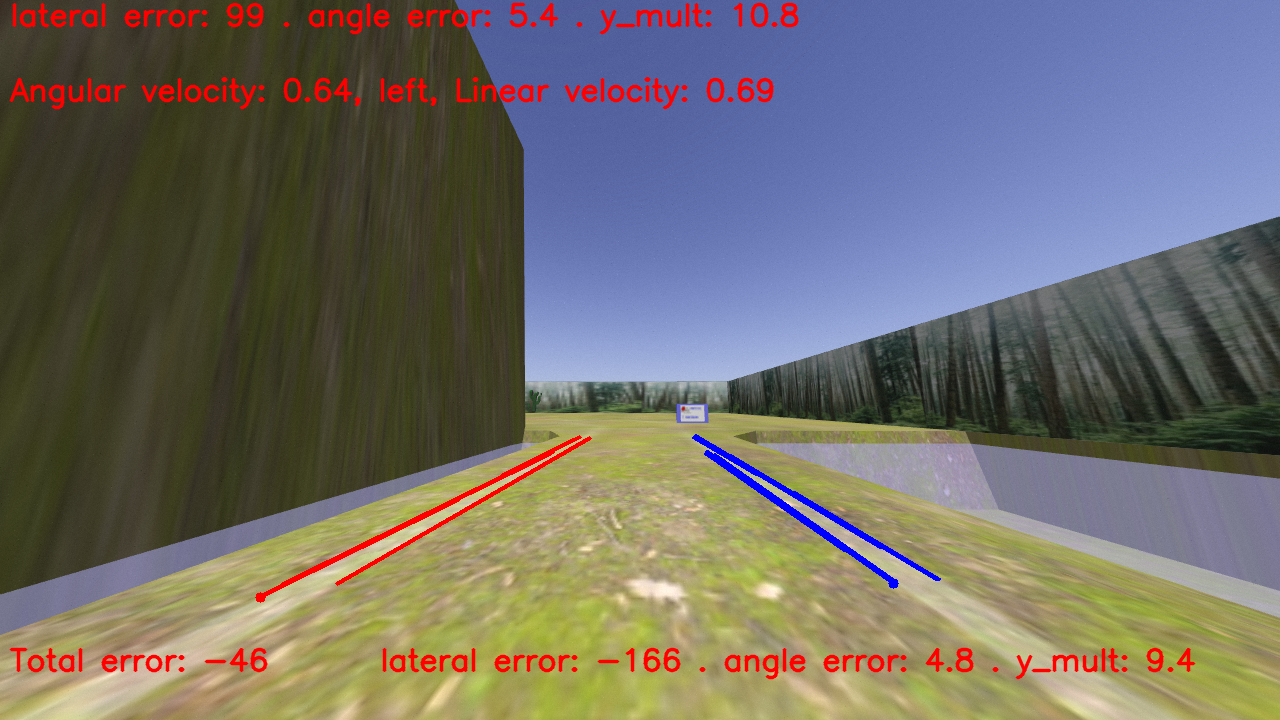 lateral error: 99 . angle error: 5.4 . y_mult: 10.8
Angular velocity: 0.64, left, Linear velocity: 0.69
Total error: −46 lateral error: −166 . angle error: 4.8 . y_mult: 9.4